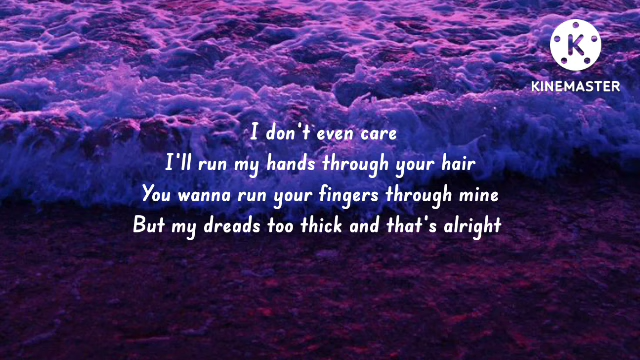 KINEMASTER
I don't even care
I'll run my hands through your hair
You wanna run your fingers through mine
But my dreads too thick and that's alright